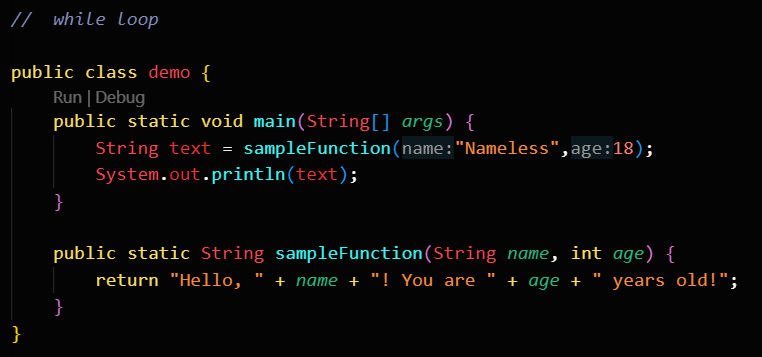 //  while loop
public class demo {
Run | Debug
public static void main(String[] args) {
String text = sampleFunction(name:"Nameless",age:18);
System.out.println(text);
}
public static String sampleFunction(String name, int age) {
return "Hello, " + name + "! You are " + age + " years old!";
}
}